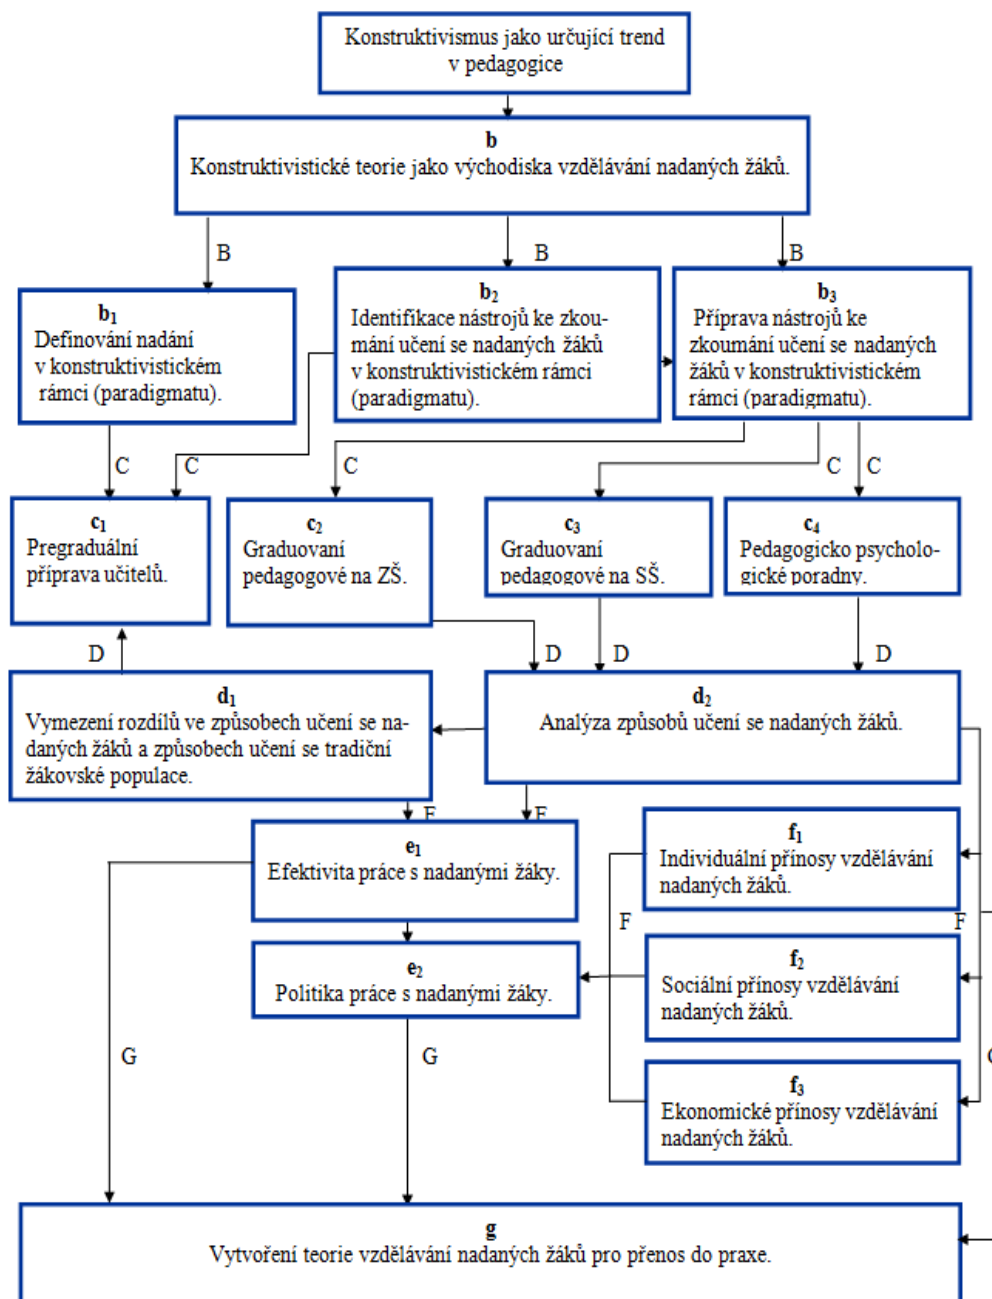 Konstruktivismus jako určující trend
v pedagogice
b
Konstruktivistické teorie jako východiska vzdělávání nadaných žáků.
B
B
B
b1
Definování nadání
v konstruktivistickém
rámci (paradigmatu).
b2
Identifikace nástrojů ke zkou-
mání učení se nadaných žáků
v konstruktivistickém rámci
(paradigmatu).
b3
Příprava nástrojů ke
zkoumání učení se nadaných
žáků v konstruktivistickém
rámci (paradigmatu).
C
C
C
C
C
c1
Pregraduální
příprava učitelů.
c2
Graduovaní
pedagogové na ZŠ.
c3
Graduovaní
pedagogové na SŠ.
c4
Pedagogicko psycholo-
gické poradny.
D
D
D
D
d1
Vymezení rozdílů ve způsobech učení se na-
daných žáků a způsobech učení se tradiční
žákovské populace.
d2
Analýza způsobů učení se nadaných žáků.
e1
Efektivita práce s nadanými žáky.
f1
Individuální přínosy vzdělávání
nadaných žáků.
F
F
e2
Politika práce s nadanými žáky.
f2
Sociální přínosy vzdělávání
nadaných žáků.
G
G
f3
Ekonomické přínosy vzdělávání
nadaných žáků.
g
Vytvoření teorie vzdělávání nadaných žáků pro přenos do praxe.